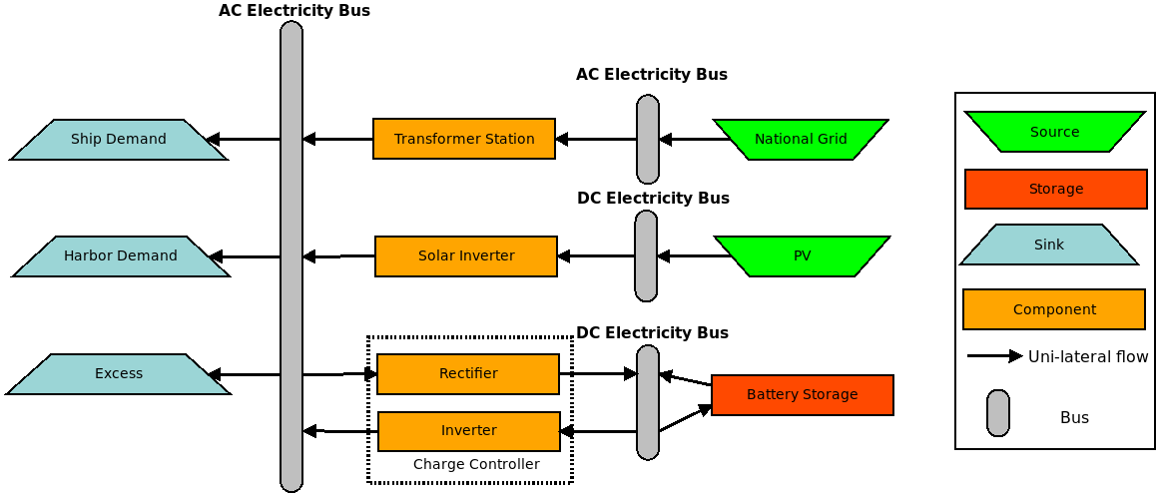 AC Electricity Bus
AC Electricity Bus
Ship Demand
Transformer Station
National Grid
DC Electricity Bus
Harbor Demand
Solar Inverter
PV
DC Electricity Bus
Excess
Rectifier
Battery Storage
Inverter
Charge Controller
Source
Storage
Sink
Component
Uni-lateral flow
Bus